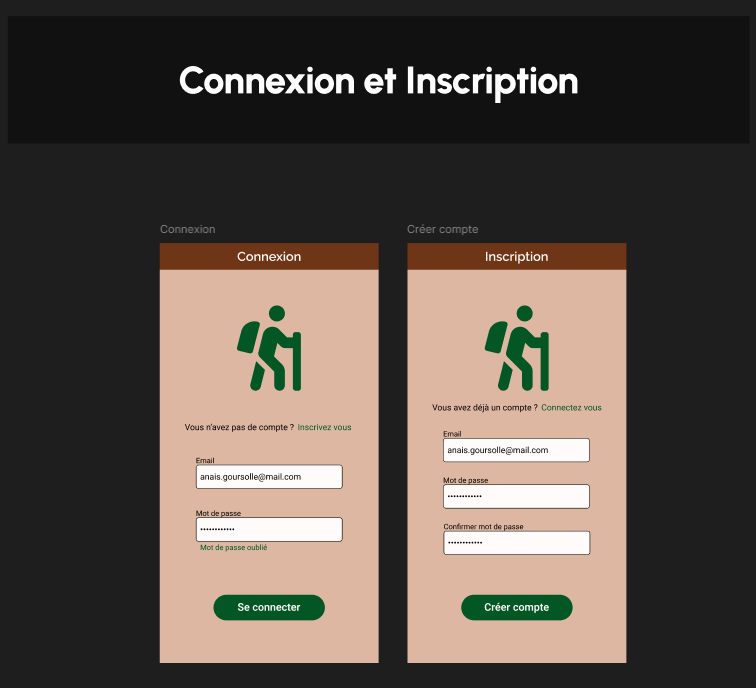 Connexion et Inscription
Connexion
Connexion
Vous n'avez pas de compte ? Inscrivez vous
Email
anais.goursolle@mail.com
Mot de passe
••••••••••••
Mot de passe oublié
Se connecter
Créer compte
Inscription
Vous avez déjà un compte ? Connectez vous
Email
anais.goursolle@mail.com
Mot de passe
••••••••••••
Confirmer mot de passe
••••••••••••
Créer compte